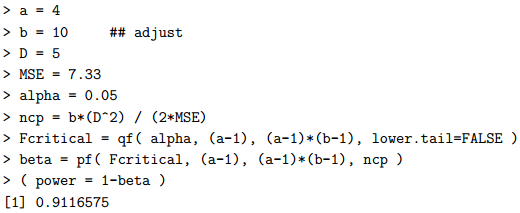 > a = 4
> b = 10     ## adjust
> D = 5
> MSE = 7.33
> alpha = 0.05
> ncp = b*(D^2) / (2*MSE)
> Fcritical = qf( alpha, (a-1), (a-1)*(b-1), lower.tail=FALSE )
> beta = pf( Fcritical, (a-1), (a-1)*(b-1), ncp )
> ( power = 1-beta )
[1] 0.9116575